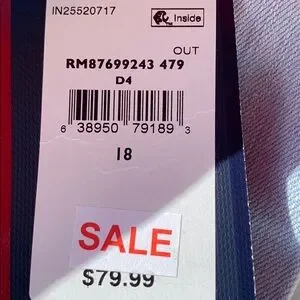 IN25520717
Inside
OUT
RM87699243 479
D4
6 38950 79189 3
18
SALE
$79.99